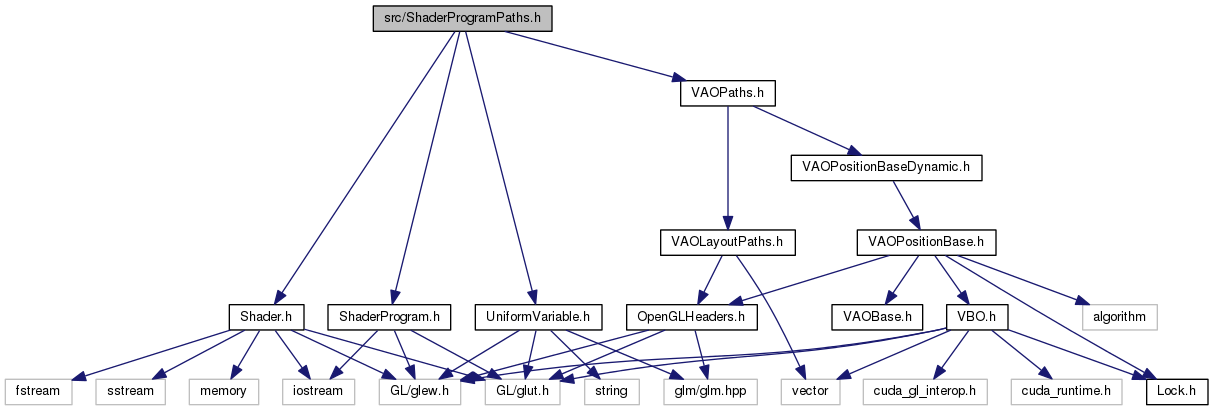 src/ShaderProgramPaths.h
VAOPaths.h
VAOPositionBaseDynamic.h
VAOLayoutPaths.h
VAOPositionBase.h
Shader.h
ShaderProgram.h
UniformVariable.h
OpenGLHeaders.h
VAOBase.h
VBO.h
algorithm
fstream
sstream
memory
iostream
GL/glew.h
GL/glut.h
string
glm/glm.hpp
vector
cuda_gl_interop.h
cuda_runtime.h
Lock.h